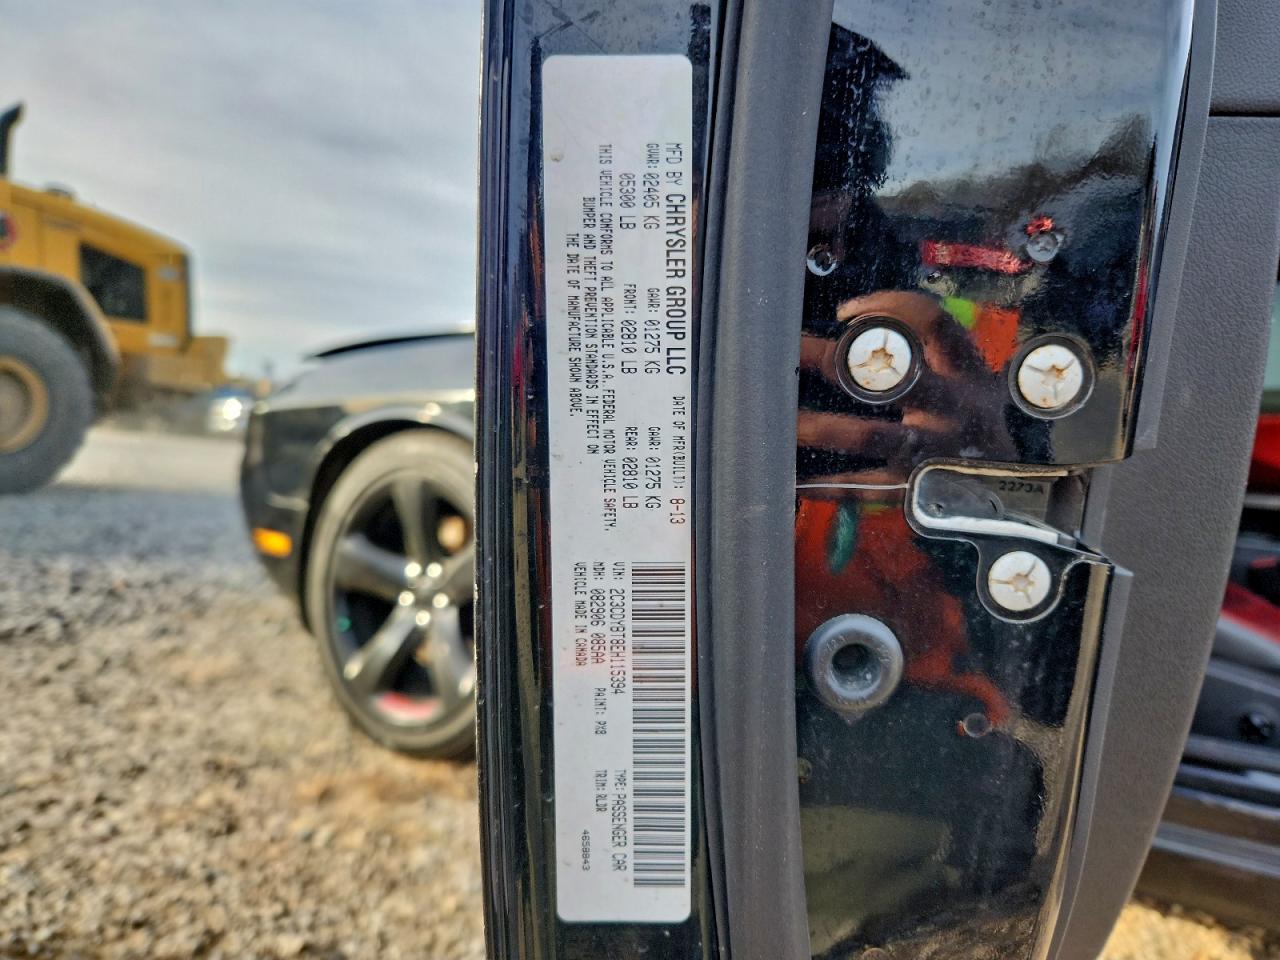 MFD BY CHRYSLER GROUP LLC DATE OF MFR(BUILT): 8-13
GVWR: 02405 KG GAWR: 01275 KG GAWR: 01275 KG
05300 LB FRONT: 02810 LB REAR: 02810 LB
THIS VEHICLE CONFORMS TO ALL APPLICABLE U.S.A. FEDERAL MOTOR VEHICLE SAFETY,
BUMPER AND THEFT PREVENTION STANDARDS IN EFFECT ON
THE DATE OF MANUFACTURE SHOWN ABOVE.
VIN: 2C3CDYBT8EH115394 TYPE: PASSENGER CAR
MDH: 082906 085AA PAINT: PX8 TRIM: RLDR
VEHICLE MADE IN CANADA 4658843
2273A